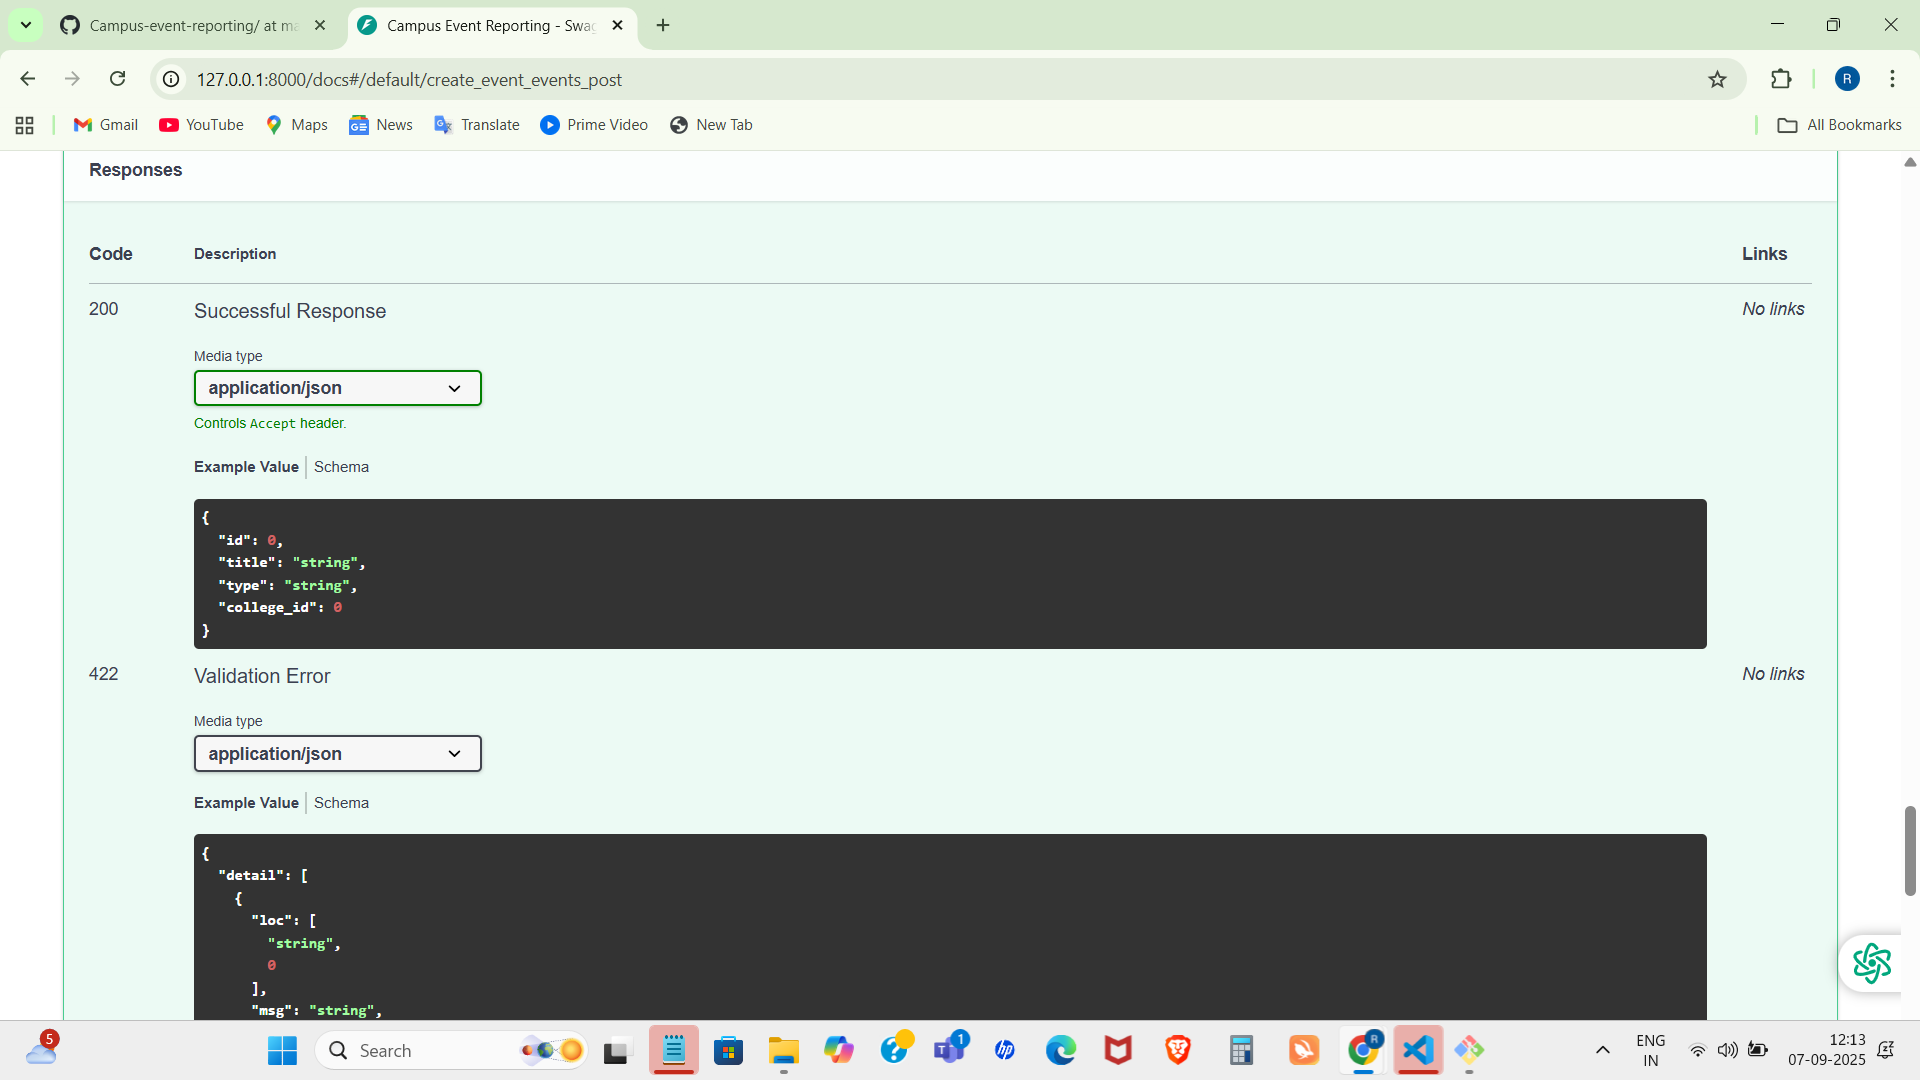 Campus-event-reporting/ at ma
Campus Event Reporting - Swag
127.0.0.1:8000/docs#/default/create_event_events_post
R
Gmail
YouTube
Maps
News
Translate
Prime Video
New Tab
All Bookmarks
Responses
Code Description Links
200 Successful Response No links
Media type
application/json
Controls Accept header.
Example Value Schema
{
"id": 0,
"title": "string",
"type": "string",
"college_id": 0
}
422 Validation Error No links
Media type
application/json
Example Value Schema
{
"detail": [
{
"loc": [
"string",
0
],
"msg": "string",
5
Search
1
hp
R
ENG
IN
12:13
07-09-2025